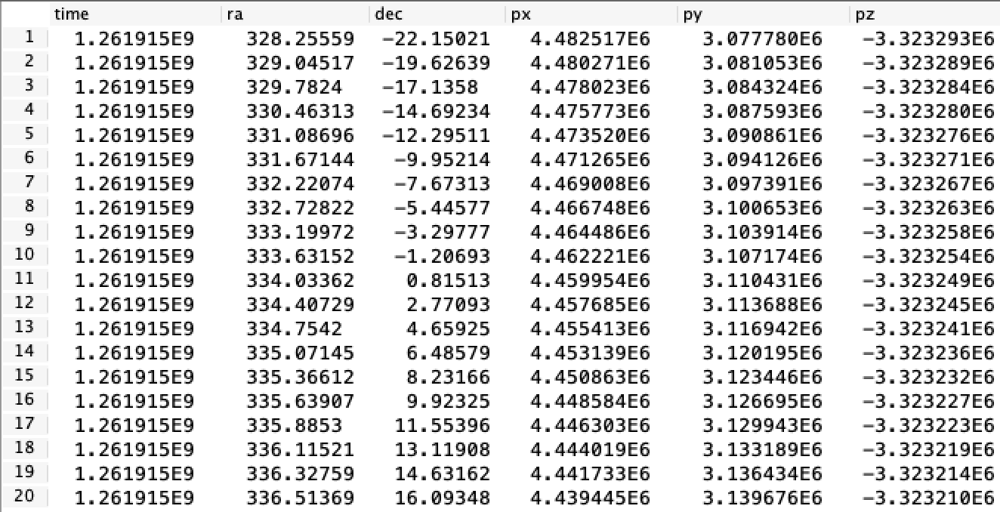 time ra dec px py pz
1 1.261915E9 328.25559 −22.15021 4.482517E6 3.077780E6 −3.323293E6
2 1.261915E9 329.04517 −19.62639 4.480271E6 3.081053E6 −3.323289E6
3 1.261915E9 329.7824 −17.1358 4.478023E6 3.084324E6 −3.323284E6
4 1.261915E9 330.46313 −14.69234 4.475773E6 3.087593E6 −3.323280E6
5 1.261915E9 331.08696 −12.29511 4.473520E6 3.090861E6 −3.323276E6
6 1.261915E9 331.67144 −9.95214 4.471265E6 3.094126E6 −3.323271E6
7 1.261915E9 332.22074 −7.67313 4.469008E6 3.097391E6 −3.323267E6
8 1.261915E9 332.72822 −5.44577 4.466748E6 3.100653E6 −3.323263E6
9 1.261915E9 333.19972 −3.29777 4.464486E6 3.103914E6 −3.323258E6
10 1.261915E9 333.63152 −1.20693 4.462221E6 3.107174E6 −3.323254E6
11 1.261915E9 334.03362 0.81513 4.459954E6 3.110431E6 −3.323249E6
12 1.261915E9 334.40729 2.77093 4.457685E6 3.113688E6 −3.323245E6
13 1.261915E9 334.7542 4.65925 4.455413E6 3.116942E6 −3.323241E6
14 1.261915E9 335.07145 6.48579 4.453139E6 3.120195E6 −3.323236E6
15 1.261915E9 335.36612 8.23166 4.450863E6 3.123446E6 −3.323232E6
16 1.261915E9 335.63907 9.92325 4.448584E6 3.126695E6 −3.323227E6
17 1.261915E9 335.8853 11.55396 4.446303E6 3.129943E6 −3.323223E6
18 1.261915E9 336.11521 13.11908 4.444019E6 3.133189E6 −3.323219E6
19 1.261915E9 336.32759 14.63162 4.441733E6 3.136434E6 −3.323214E6
20 1.261915E9 336.51369 16.09348 4.439445E6 3.139676E6 −3.323210E6